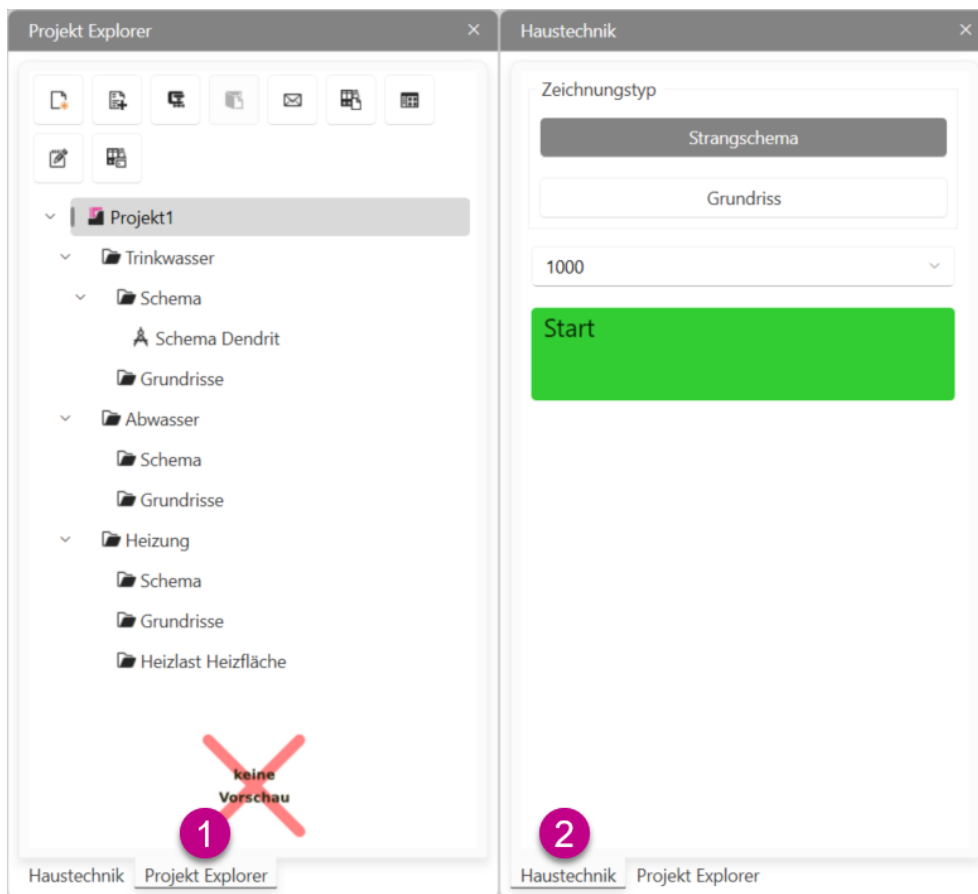 Projekt Explorer
Projekt1
Trinkwasser
Schema
Schema Dendrit
Grundrisse
Abwasser
Schema
Grundrisse
Heizung
Schema
Grundrisse
Heizlast Heizfläche
keine
Vorschau
1
Haustechnik Projekt Explorer
Haustechnik
Zeichnungstyp
Strangschema
Grundriss
1000
Start
2
Haustechnik Projekt Explorer